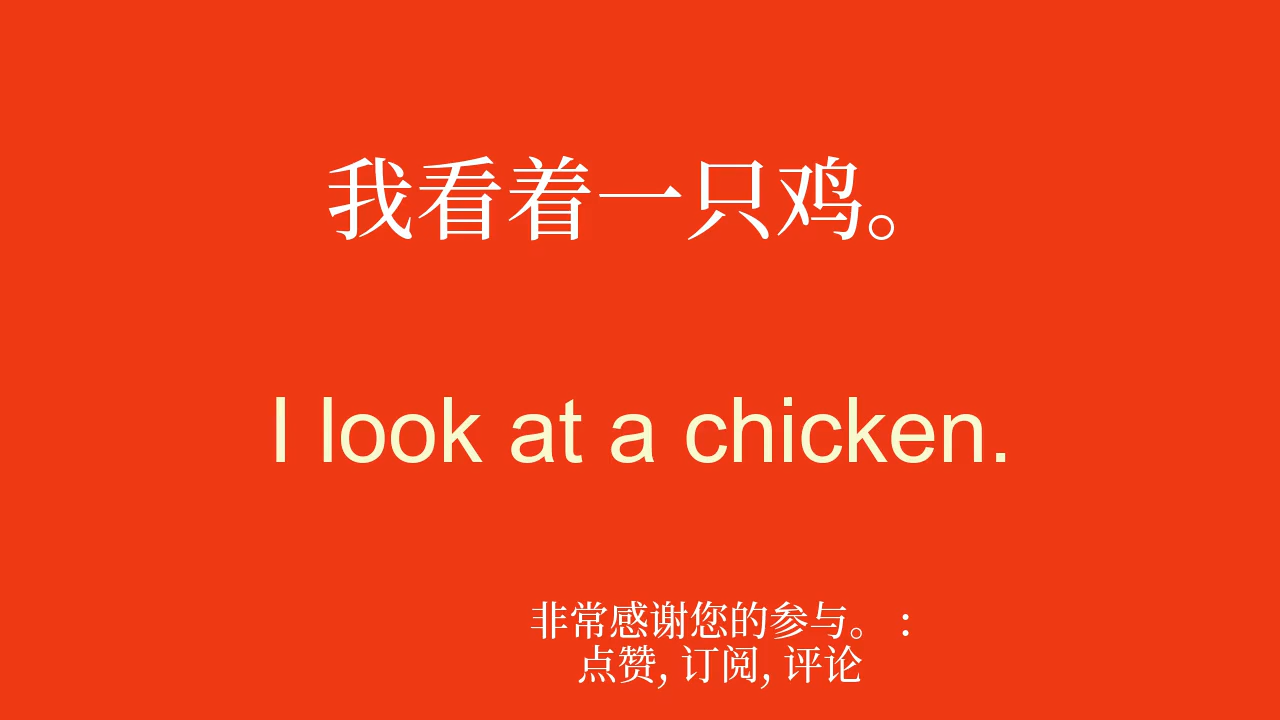 我看着一只鸡。
I look at a chicken.
非常感谢您的参与。 :
点赞, 订阅, 评论